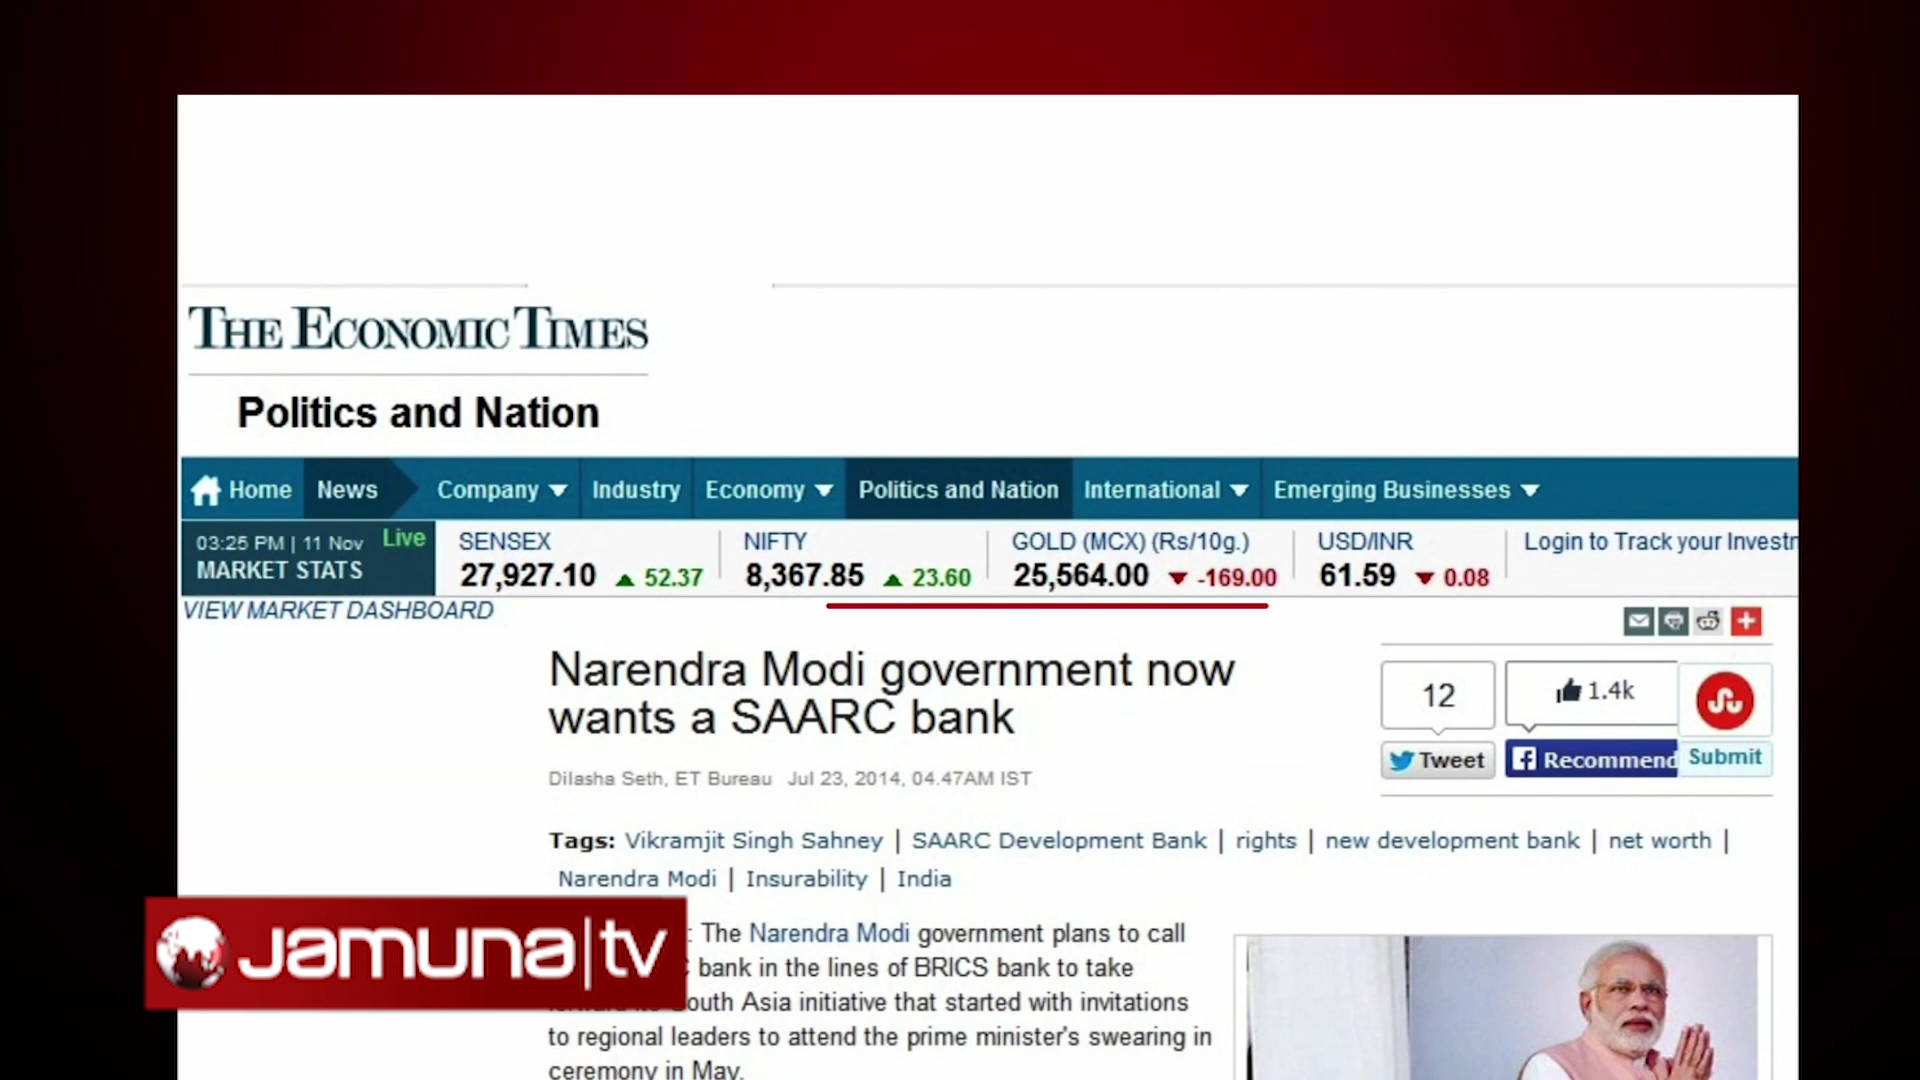 THE ECONOMIC TIMES
Politics and Nation
Home News Company Industry Economy Politics and Nation International Emerging Businesses
03:25 PM | 11 Nov Live
MARKET STATS
SENSEX
27,927.10 52.37
NIFTY
8,367.85 23.60
GOLD (MCX) (Rs/10g.)
25,564.00 -169.00
USD/INR
61.59 0.08
Login to Track your Investm
VIEW MARKET DASHBOARD
Narendra Modi government now
wants a SAARC bank
Dilasha Seth, ET Bureau Jul 23, 2014, 04.47AM IST
12
Tweet
1.4k
Recommend
Submit
Tags: Vikramjit Singh Sahney | SAARC Development Bank | rights | new development bank | net worth |
Narendra Modi | Insurability | India
: The Narendra Modi government plans to call
bank in the lines of BRICS bank to take
outh Asia initiative that started with invitations
to regional leaders to attend the prime minister's swearing in
ceremony in May.
Jamuna|tv